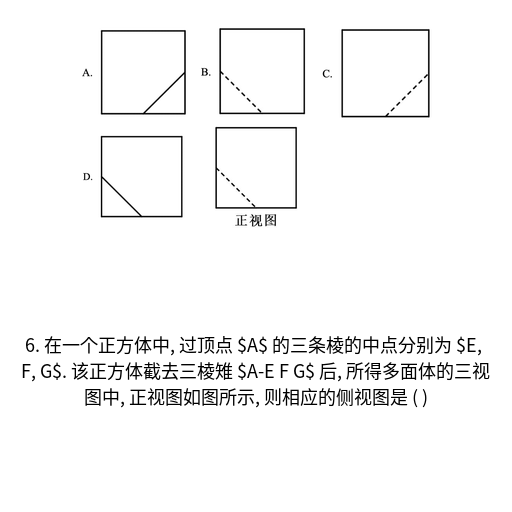 A.
B.
C.
D.
正视图
6. 在一个正方体中, 过顶点 $A$ 的三条棱的中点分别为 $E,
F, G$. 该正方体截去三棱雉 $A-E F G$ 后, 所得多面体的三视
图中, 正视图如图所示, 则相应的侧视图是 ( )